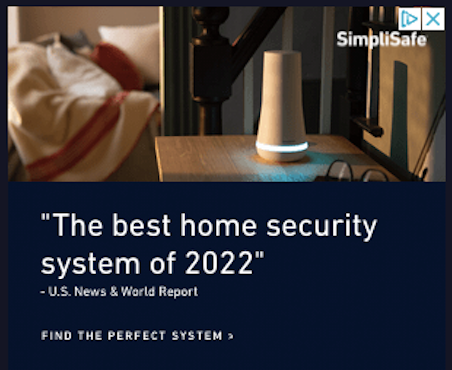 SimpliSafe
"The best home security
system of 2022"
- U.S. News & World Report
FIND THE PERFECT SYSTEM >